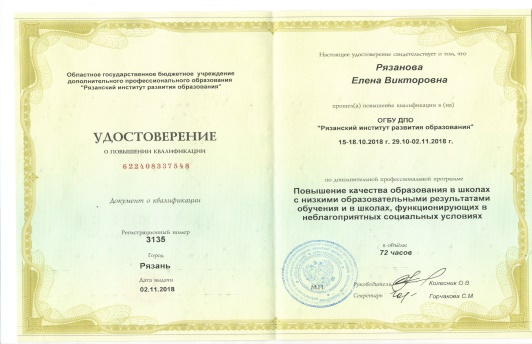 Областное государственное бюджетное учреждение
дополнительного профессионального образования
"Рязанский институт развития образования"
УДОСТОВЕРЕНИЕ
О ПОВЫШЕНИИ КВАЛИФИКАЦИИ
622408337548
Документ о квалификации
Регистрационный номер
3135
Город
Рязань
Дата выдачи
02.11.2018
Настоящее удостоверение свидетельствует о том, что
Рязанова
Елена Викторовна
прошел(а) повышение квалификации в (на)
ОГБУ ДПО
"Рязанский институт развития образования"
15-18.10.2018 г. 29.10-02.11.2018 г.
по дополнительной профессиональной программе
Повышение качества образования в школах
с низкими образовательными результатами
обучения и в школах, функционирующих в
неблагоприятных социальных условиях
в объёме
72 часов
М.П.
Руководитель Колесник О.В
Секретарь Горчакова С.М